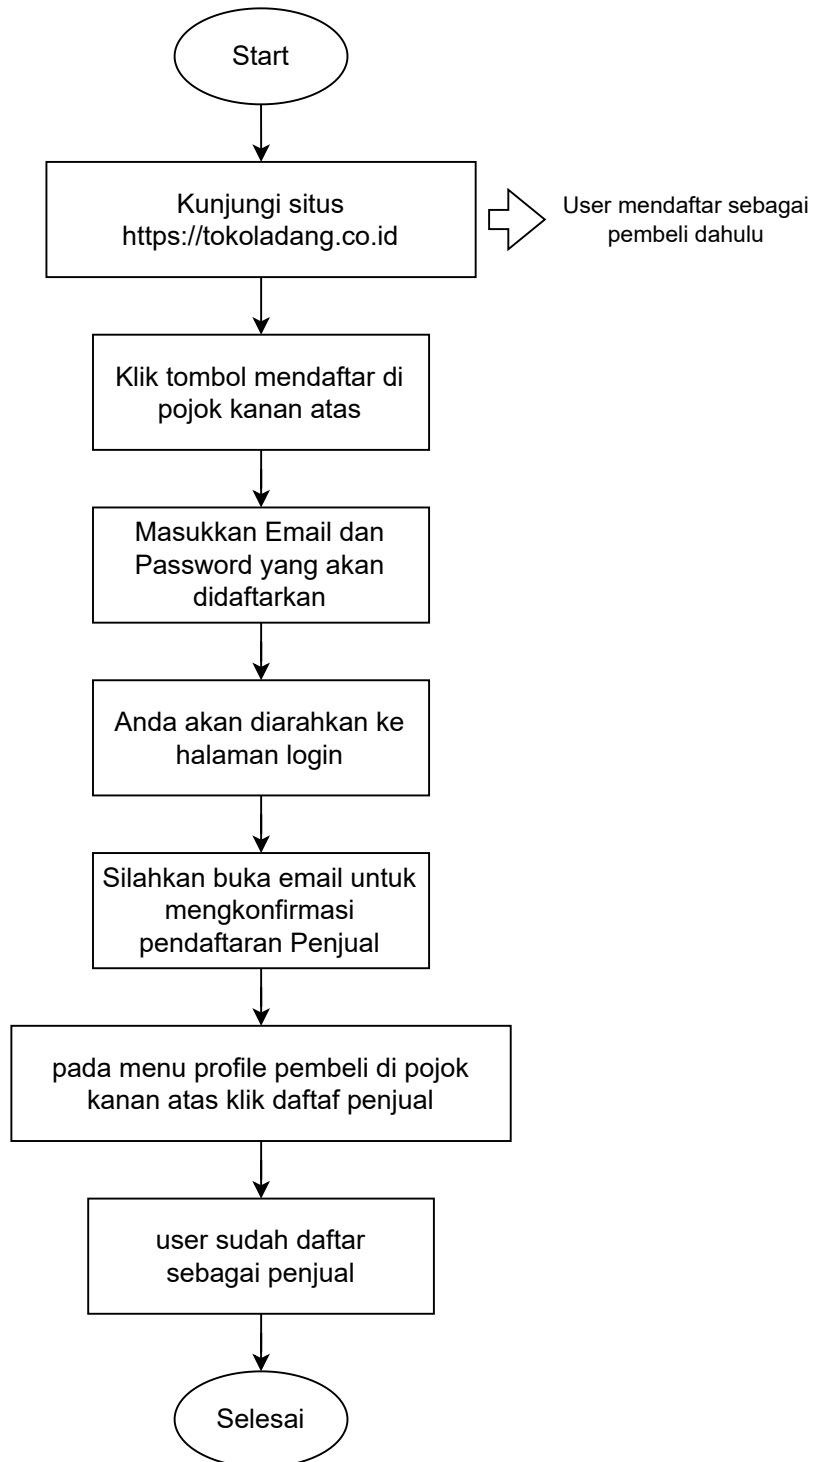 Start
Kunjungi situs
https://tokoladang.co.id
User mendaftar sebagai
pembeli dahulu
Klik tombol mendaftar di
pojok kanan atas
Masukkan Email dan
Password yang akan
didaftarkan
Anda akan diarahkan ke
halaman login
Silahkan buka email untuk
mengkonfirmasi
pendaftaran Penjual
pada menu profile pembeli di pojok
kanan atas klik daftaf penjual
user sudah daftar
sebagai penjual
Selesai